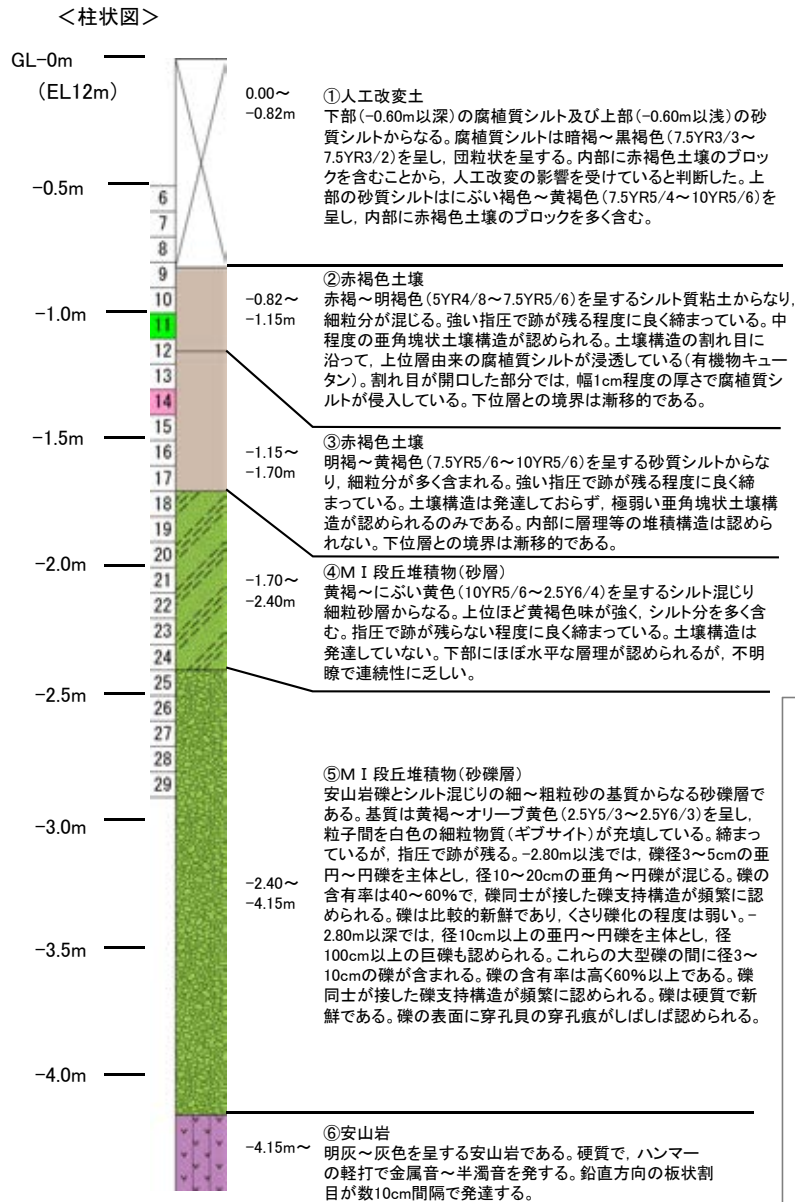 ＜柱状図＞
GL-0m
(EL12m)
0.00～
-0.82m
①人工改変土
下部(-0.60m以深)の腐植質シルト及び上部(-0.60m以浅)の砂
質シルトからなる。腐植質シルトは暗褐～黒褐色(7.5YR3/3～
7.5YR3/2)を呈し，団粒状を呈する。内部に赤褐色土壌のブロッ
クを含むことから，人工改変の影響を受けていると判断した。上
部の砂質シルトはにぶい褐色～黄褐色(7.5YR5/4～10YR5/6)を
呈し，内部に赤褐色土壌のブロックを多く含む。
-0.5m
6
7
8
9
10
-1.0m
11
12
13
14
-1.5m
15
16
17
18
19
-2.0m
20
21
22
23
24
-2.5m
25
26
27
28
29
-3.0m
-3.5m
-4.0m
-0.82～
-1.15m
②赤褐色土壌
赤褐～明褐色(5YR4/8～7.5YR5/6)を呈するシルト質粘土からなり，
細粒分が混じる。強い指圧で跡が残る程度に良く締まっている。中
程度の亜角塊状土壌構造が認められる。土壌構造の割れ目に
沿って，上位層由来の腐植質シルトが浸透している(有機物キュー
タン)。割れ目が開口した部分では，幅1cm程度の厚さで腐植質シ
ルトが侵入している。下位層との境界は漸移的である。
-1.15～
-1.70m
③赤褐色土壌
明褐～黄褐色(7.5YR5/6～10YR5/6)を呈する砂質シルトからな
り，細粒分が多く含まれる。強い指圧で跡が残る程度に良く締
まっている。土壌構造は発達しておらず，極弱い亜角塊状土壌構
造が認められるのみである。内部に層理等の堆積構造は認めら
れない。下位層との境界は漸移的である。
-1.70～
-2.40m
④MⅠ段丘堆積物(砂層)
黄褐～にぶい黄色(10YR5/6～2.5Y6/4)を呈するシルト混じり
細粒砂層からなる。上位ほど黄褐色味が強く，シルト分を多く含
む。指圧で跡が残らない程度に良く締まっている。土壌構造は
発達していない。下部にほぼ水平な層理が認められるが，不明
瞭で連続性に乏しい。
-2.40～
-4.15m
⑤MⅠ段丘堆積物(砂礫層)
安山岩礫とシルト混じりの細～粗粒砂の基質からなる砂礫層で
ある。基質は黄褐～オリーブ黄色(2.5Y5/3～2.5Y6/3)を呈し，
粒子間を白色の細粒物質(ギブサイト)が充填している。締まっ
ているが，指圧で跡が残る。-2.80m以浅では，礫径3～5cmの亜
円～円礫を主体とし，径10～20cmの亜角～円礫が混じる。礫の
含有率は40～60%で，礫同士が接した礫支持構造が頻繁に認
められる。礫は比較的新鮮であり，くさり礫化の程度は弱い。-
2.80m以深では，径10cm以上の亜円～円礫を主体とし，径
100cm以上の巨礫も認められる。これらの大型礫の間に径3～
10cmの礫が含まれる。礫の含有率は高く60%以上である。礫
同士が接した礫支持構造が頻繁に認められる。礫は硬質で新
鮮である。礫の表面に穿孔貝の穿孔痕がしばしば認められる。
-4.15m～
⑥安山岩
明灰～灰色を呈する安山岩である。硬質で，ハンマー
の軽打で金属音～半濁音を発する。鉛直方向の板状割
目が数10cm間隔で発達する。